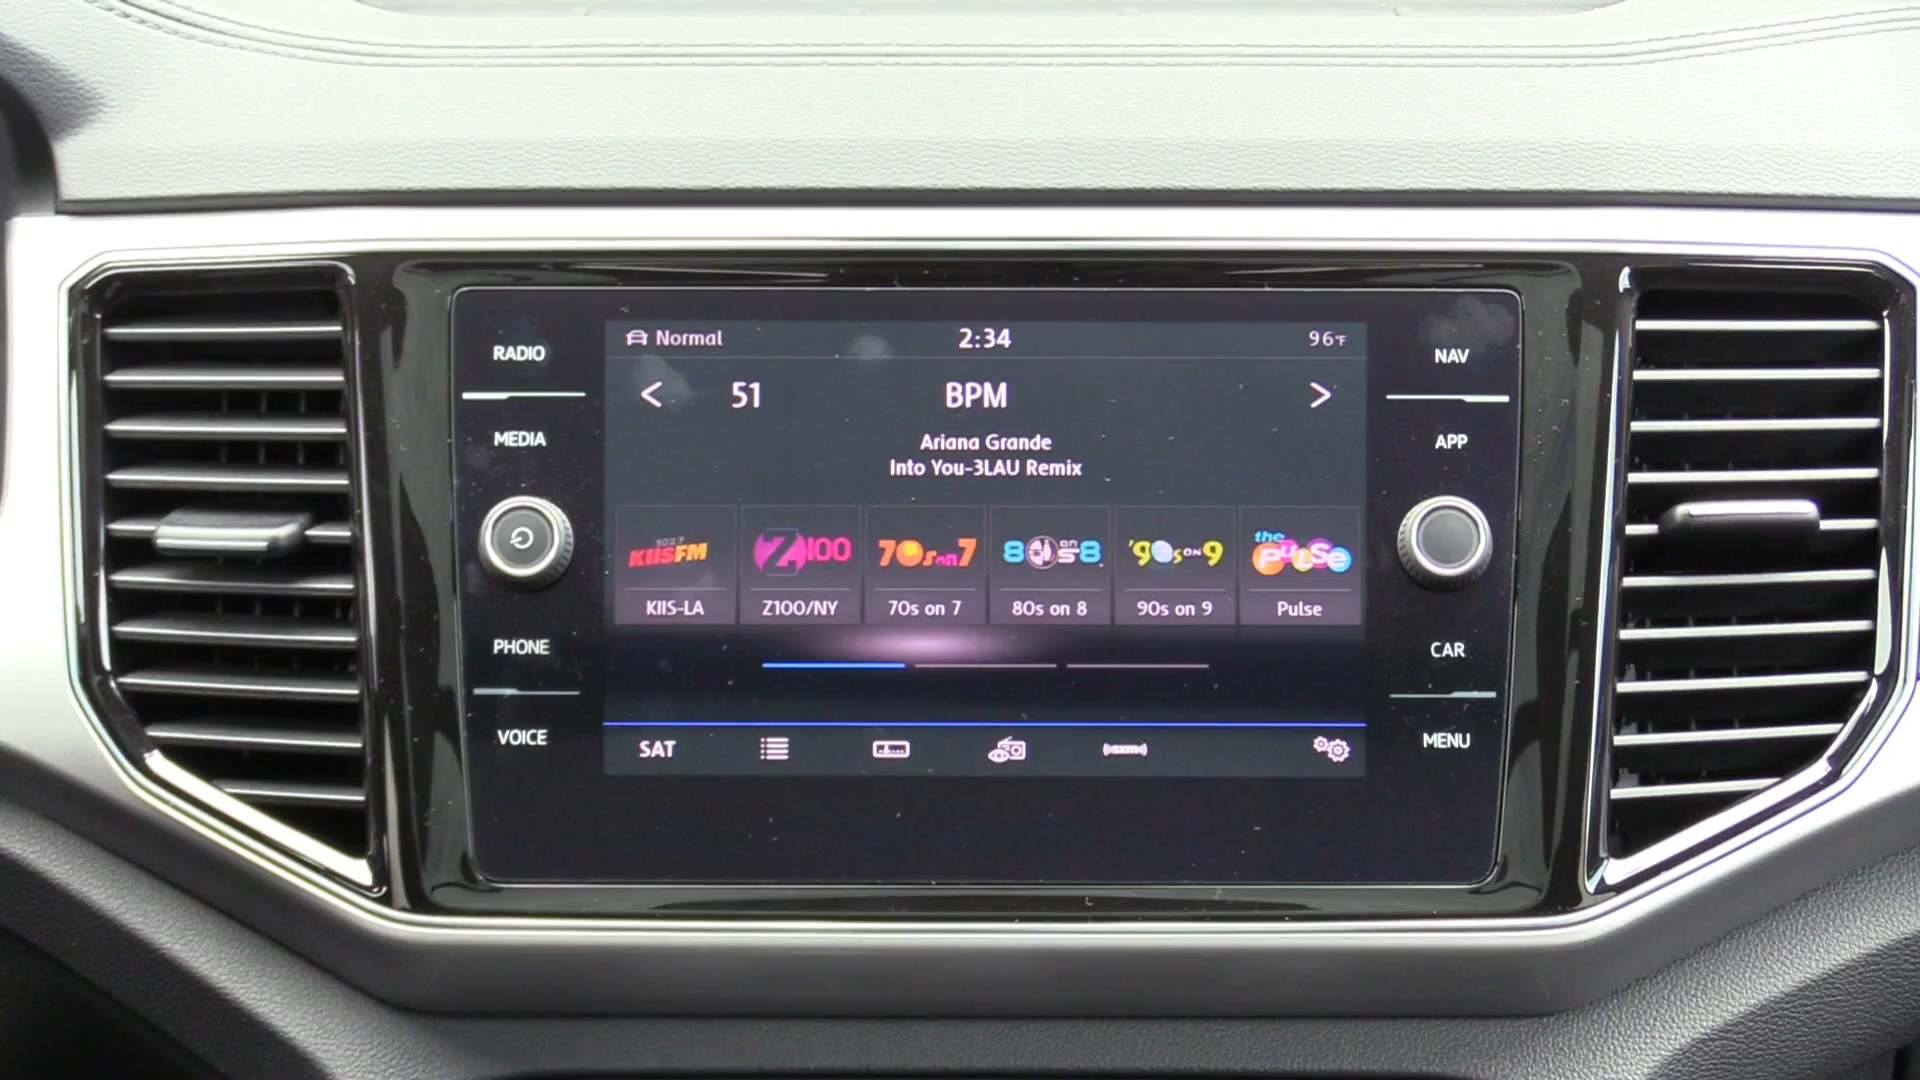 RADIO
MEDIA
PHONE
VOICE
Normal
2:34
96°F
< 51 BPM >
Ariana Grande
Into You-3LAU Remix
102.7
KIISFM
Z100
70s on 7
80s on 8
'90s ON 9
the PULSE
KIIS-LA
Z100/NY
70s on 7
80s on 8
90s on 9
Pulse
SAT
((sxm))
NAV
APP
CAR
MENU